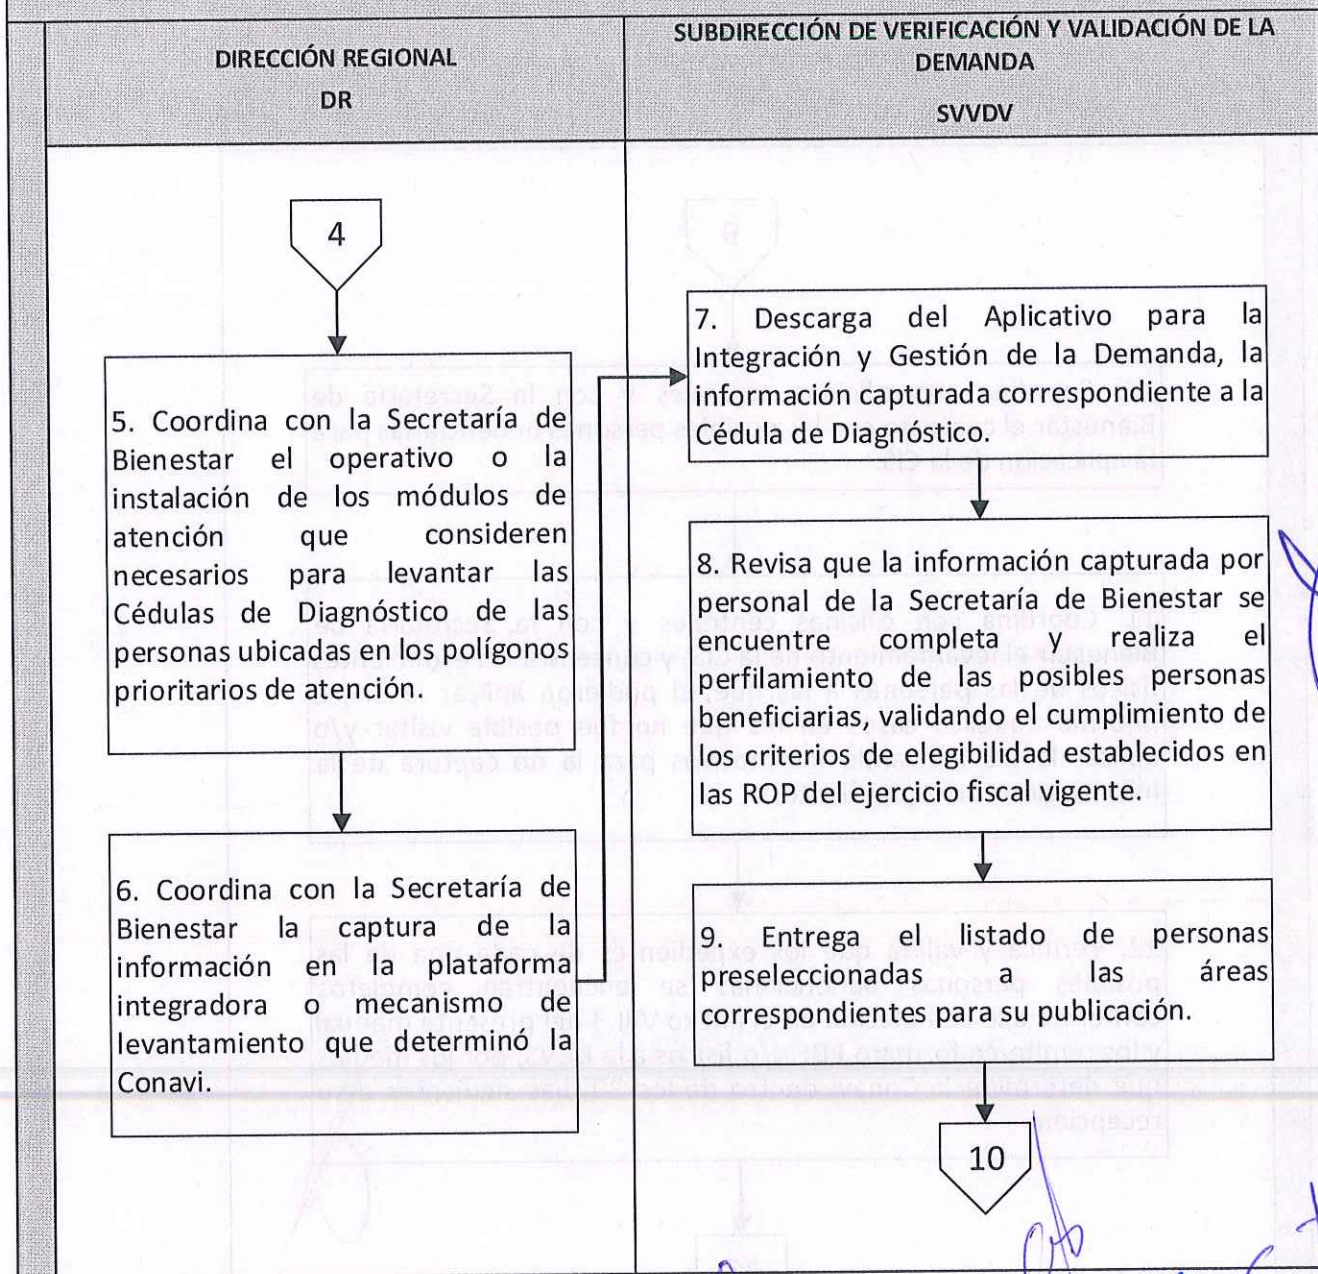 DIRECCIÓN REGIONAL
DR
SUBDIRECCIÓN DE VERIFICACIÓN Y VALIDACIÓN DE LA
DEMANDA
SVVDV
4
5. Coordina con la Secretaría de
Bienestar el operativo o la
instalación de los módulos de
atención que consideren
necesarios para levantar las
Cédulas de Diagnóstico de las
personas ubicadas en los polígonos
prioritarios de atención.
6. Coordina con la Secretaría de
Bienestar la captura de la
información en la plataforma
integradora o mecanismo de
levantamiento que determinó la
Conavi.
7. Descarga del Aplicativo para la
Integración y Gestión de la Demanda, la
información capturada correspondiente a la
Cédula de Diagnóstico.
8. Revisa que la información capturada por
personal de la Secretaría de Bienestar se
encuentre completa y realiza el
perfilamiento de las posibles personas
beneficiarias, validando el cumplimiento de
los criterios de elegibilidad establecidos en
las ROP del ejercicio fiscal vigente.
9. Entrega el listado de personas
preseleccionadas a las áreas
correspondientes para su publicación.
10